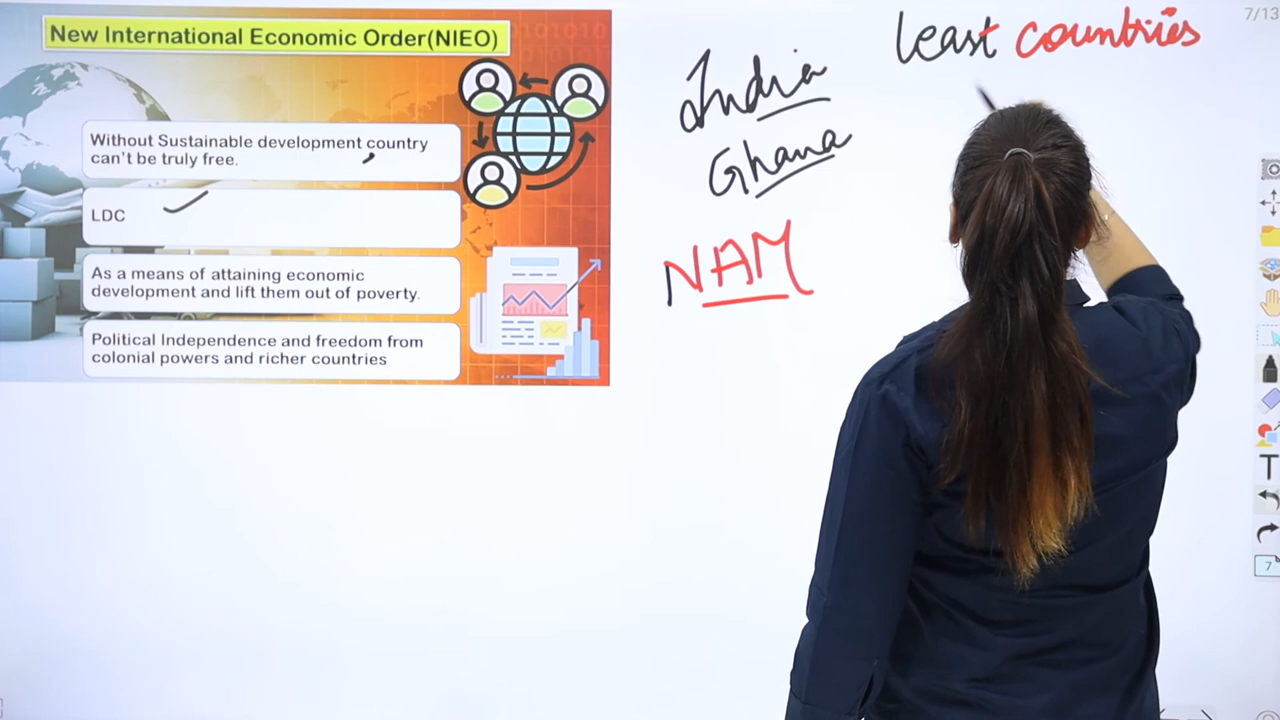 New International Economic Order(NIEO)
Without Sustainable development country
can't be truly free.
LDC
As a means of attaining economic
development and lift them out of poverty.
Political Independence and freedom from
colonial powers and richer countries
India
Ghana
NAM
least countries
7/13
T
7